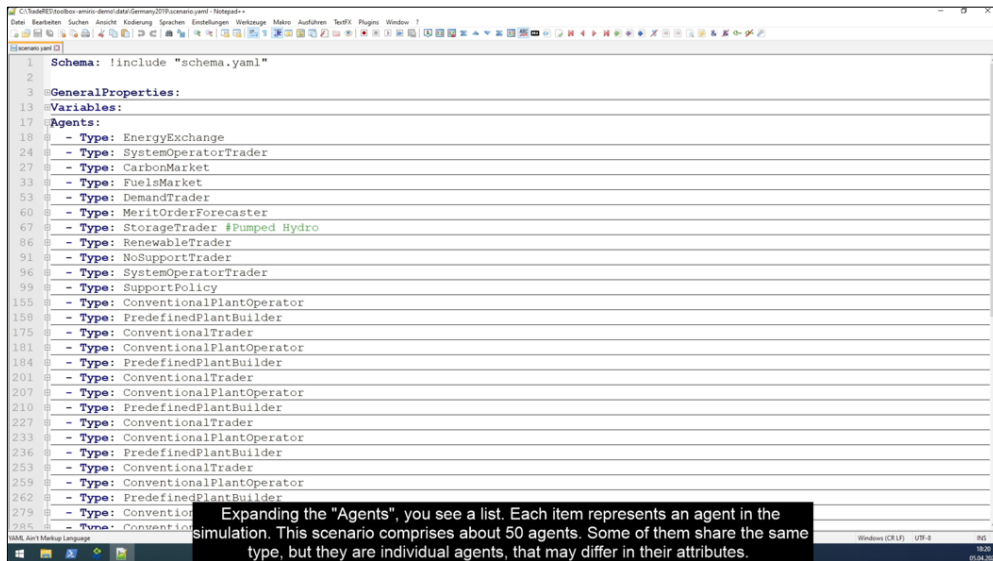 C:\TradeRES\toolbox-amiris-demo\data\Germany2019\scenario.yaml - Notepad++
Datei Bearbeiten Suchen Ansicht Kodierung Sprachen Einstellungen Werkzeuge Makro Ausführen TextFX Plugins Window ?
scenario.yaml
1 Schema: !include "schema.yaml"
2
3 GeneralProperties:
13 Variables:
17 Agents:
18 - Type: EnergyExchange
24 - Type: SystemOperatorTrader
27 - Type: CarbonMarket
33 - Type: FuelsMarket
53 - Type: DemandTrader
60 - Type: MeritOrderForecaster
67 - Type: StorageTrader #Pumped Hydro
86 - Type: RenewableTrader
91 - Type: NoSupportTrader
96 - Type: SystemOperatorTrader
99 - Type: SupportPolicy
155 - Type: ConventionalPlantOperator
158 - Type: PredefinedPlantBuilder
175 - Type: ConventionalTrader
181 - Type: ConventionalPlantOperator
184 - Type: PredefinedPlantBuilder
201 - Type: ConventionalTrader
207 - Type: ConventionalPlantOperator
210 - Type: PredefinedPlantBuilder
227 - Type: ConventionalTrader
233 - Type: ConventionalPlantOperator
236 - Type: PredefinedPlantBuilder
253 - Type: ConventionalTrader
259 - Type: ConventionalPlantOperator
262 - Type: PredefinedPlantBuilder
279 - Type: Convention
285 - Type: Convention
Expanding the "Agents", you see a list. Each item represents an agent in the
simulation. This scenario comprises about 50 agents. Some of them share the same
type, but they are individual agents, that may differ in their attributes.
YAML Ain't Markup Language
Windows (CR LF) UTF-8 INS
18:20